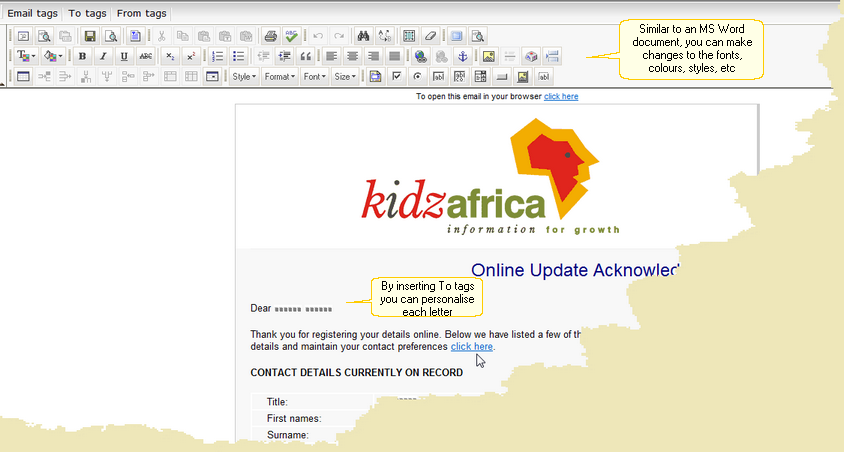 Email tags To tags From tags
Similar to an MS Word
document, you can make
changes to the fonts,
colours, styles, etc
B I U ABC X₂ X²
Style Format Font Size
To open this email in your browser click here
kidzafrica
information for growth
Online Update Acknowled
By inserting To tags
you can personalise
each letter
Dear
Thank you for registering your details online. Below we have listed a few of th
details and maintain your contact preferences click here.
CONTACT DETAILS CURRENTLY ON RECORD
Title:
First names:
Surname: